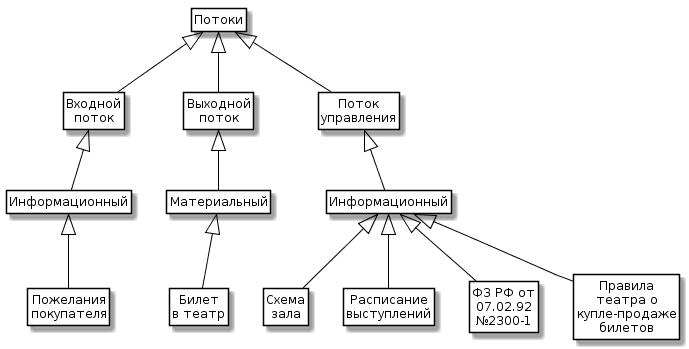 Потоки
Входной
поток
Выходной
поток
Поток
управления
Информационный
Материальный
Информационный
Пожелания
покупателя
Билет
в театр
Схема
зала
Расписание
выступлений
ФЗ РФ от
07.02.92
№2300-1
Правила
театра о
купле-продаже
билетов